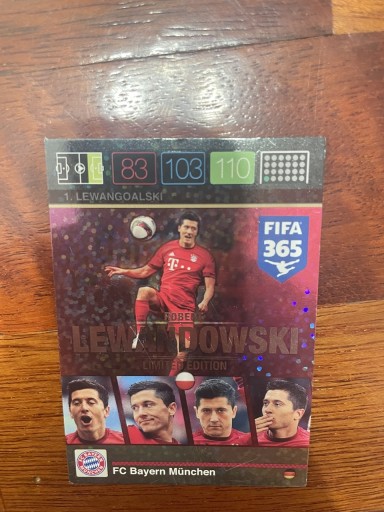 83 103 110
1. LEWANGOALSKI
FIFA
365
T
ROBERT
LEWANDOWSKI
LIMITED EDITION
FC Bayern München